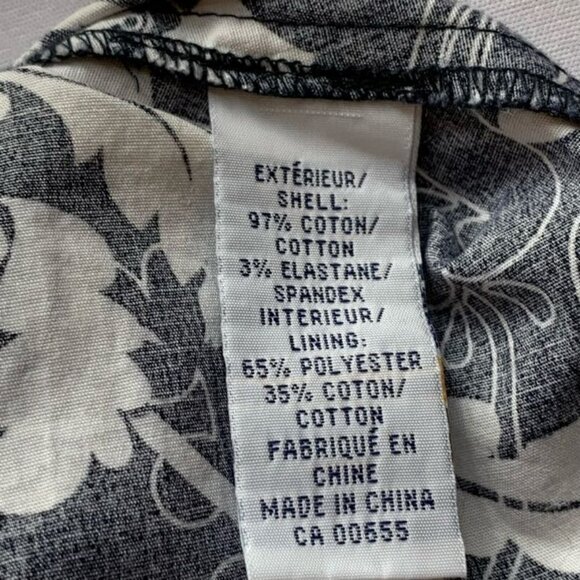 EXTÉRIEUR/
SHELL:
97% COTON/
COTTON
3% ELASTANE/
SPANDEX
INTERIEUR/
LINING:
65% POLYESTER
35% COTON/
COTTON
FABRIQUÉ EN
CHINE
MADE IN CHINA
CA 00655